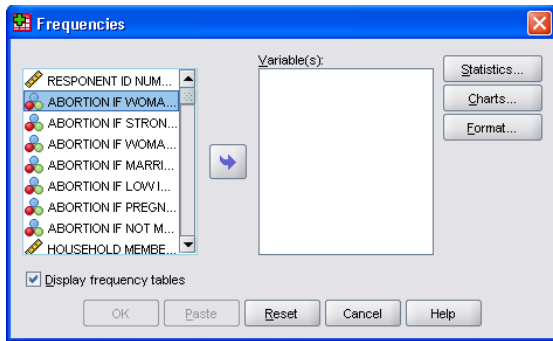 Frequencies
Variable(s):
RESPONENT ID NUM...
ABORTION IF WOMA...
ABORTION IF STRON...
ABORTION IF WOMA...
ABORTION IF MARRI...
ABORTION IF LOW I...
ABORTION IF PREGN...
ABORTION IF NOT M...
HOUSEHOLD MEMBE...
Statistics...
Charts...
Format...
Display frequency tables
OK Paste Reset Cancel Help